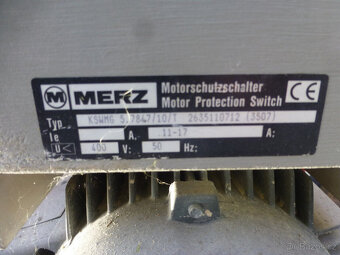 M MERZ Motorschutzschalter
Motor Protection Switch CE
Typ KSWMG 5.7847/10/T 2635110712 (3507)
Ie A. 11-17 A:
U 400 V: 50 Hz: